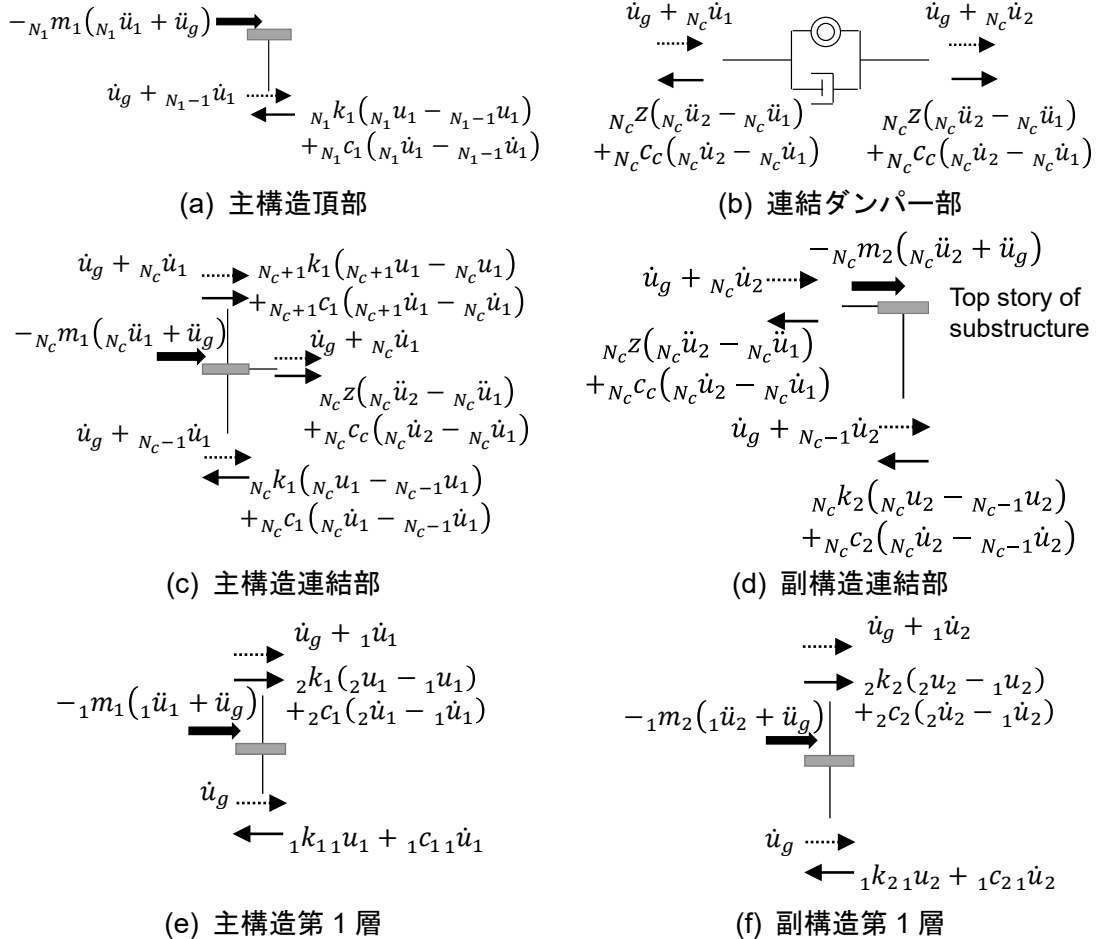 −_{N_1}m_1(_{N_1}ü_1 + ü_g)
u̇_g + _{N_1−1}u̇_1
_{N_1}k_1(_{N_1}u_1 − _{N_1−1}u_1)
+_{N_1}c_1(_{N_1}u̇_1 − _{N_1−1}u̇_1)
(a) 主構造頂部
u̇_g + _{N_c}u̇_1
u̇_g + _{N_c}u̇_2
_{N_c}z(_{N_c}ü_2 − _{N_c}ü_1)
+_{N_c}c_c(_{N_c}u̇_2 − _{N_c}u̇_1)
_{N_c}z(_{N_c}ü_2 − _{N_c}ü_1)
+_{N_c}c_c(_{N_c}u̇_2 − _{N_c}u̇_1)
(b) 連結ダンパー部
u̇_g + _{N_c}u̇_1
_{N_c+1}k_1(_{N_c+1}u_1 − _{N_c}u_1)
+_{N_c+1}c_1(_{N_c+1}u̇_1 − _{N_c}u̇_1)
−_{N_c}m_1(_{N_c}ü_1 + ü_g)
u̇_g + _{N_c}u̇_1
_{N_c}z(_{N_c}ü_2 − _{N_c}ü_1)
+_{N_c}c_c(_{N_c}u̇_2 − _{N_c}u̇_1)
u̇_g + _{N_c−1}u̇_1
_{N_c}k_1(_{N_c}u_1 − _{N_c−1}u_1)
+_{N_c}c_1(_{N_c}u̇_1 − _{N_c−1}u̇_1)
(c) 主構造連結部
−_{N_c}m_2(_{N_c}ü_2 + ü_g)
u̇_g + _{N_c}u̇_2
Top story of
substructure
_{N_c}z(_{N_c}ü_2 − _{N_c}ü_1)
+_{N_c}c_c(_{N_c}u̇_2 − _{N_c}u̇_1)
u̇_g + _{N_c−1}u̇_2
_{N_c}k_2(_{N_c}u_2 − _{N_c−1}u_2)
+_{N_c}c_2(_{N_c}u̇_2 − _{N_c−1}u̇_2)
(d) 副構造連結部
u̇_g + _1u̇_1
_2k_1(_2u_1 − _1u_1)
+_2c_1(_2u̇_1 − _1u̇_1)
−_1m_1(_1ü_1 + ü_g)
u̇_g
_1k_1 _1u_1 + _1c_1 _1u̇_1
(e) 主構造第 1 層
u̇_g + _1u̇_2
_2k_2(_2u_2 − _1u_2)
+_2c_2(_2u̇_2 − _1u̇_2)
−_1m_2(_1ü_2 + ü_g)
u̇_g
_1k_2 _1u_2 + _1c_2 _1u̇_2
(f) 副構造第 1 層